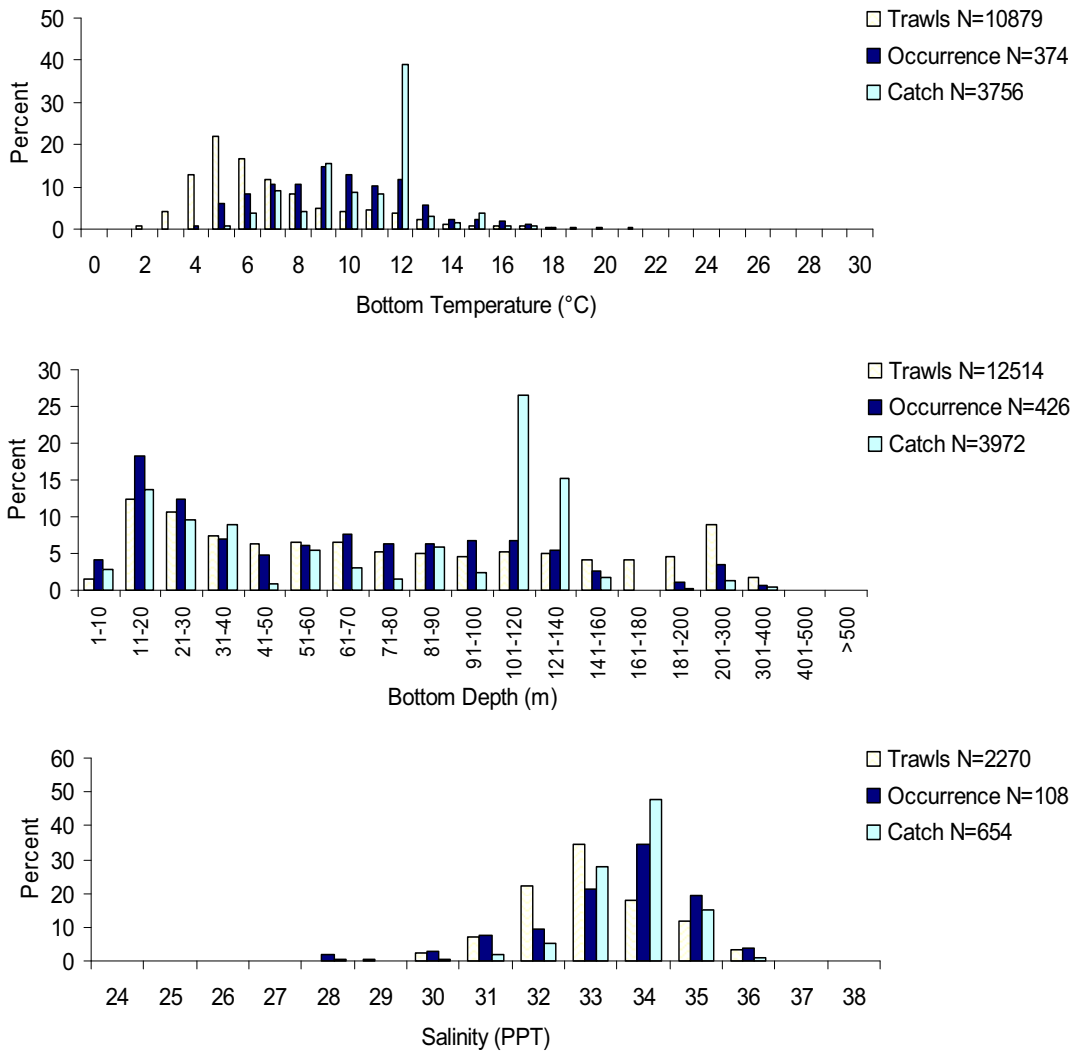 50
40
30
20
10
0
Percent
0 2 4 6 8 10 12 14 16 18 20 22 24 26 28 30
Bottom Temperature (°C)
Trawls N=10879
Occurrence N=374
Catch N=3756
30
25
20
15
10
5
0
Percent
1-10 11-20 21-30 31-40 41-50 51-60 61-70 71-80 81-90 91-100 101-120 121-140 141-160 161-180 181-200 201-300 301-400 401-500 >500
Bottom Depth (m)
Trawls N=12514
Occurrence N=426
Catch N=3972
60
50
40
30
20
10
0
Percent
24 25 26 27 28 29 30 31 32 33 34 35 36 37 38
Salinity (PPT)
Trawls N=2270
Occurrence N=108
Catch N=654